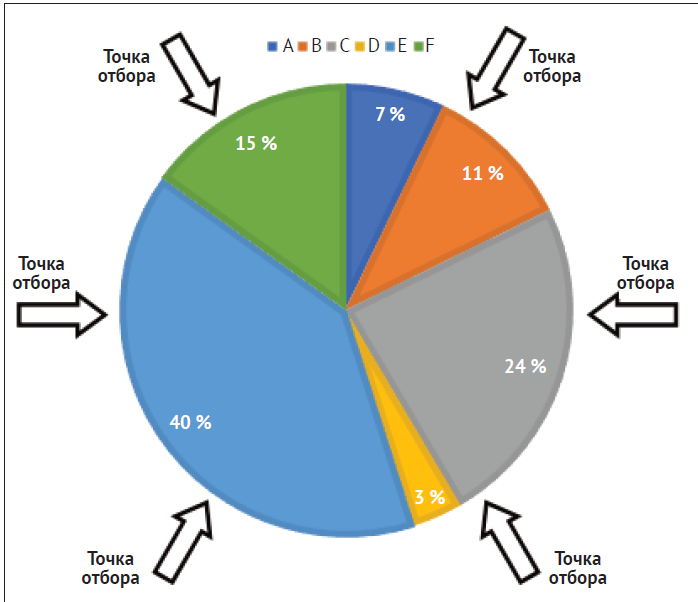 A B C D E F
Точка
отбора
Точка
отбора
7 %
15 %
11 %
Точка
отбора
Точка
отбора
24 %
40 %
3 %
Точка
отбора
Точка
отбора